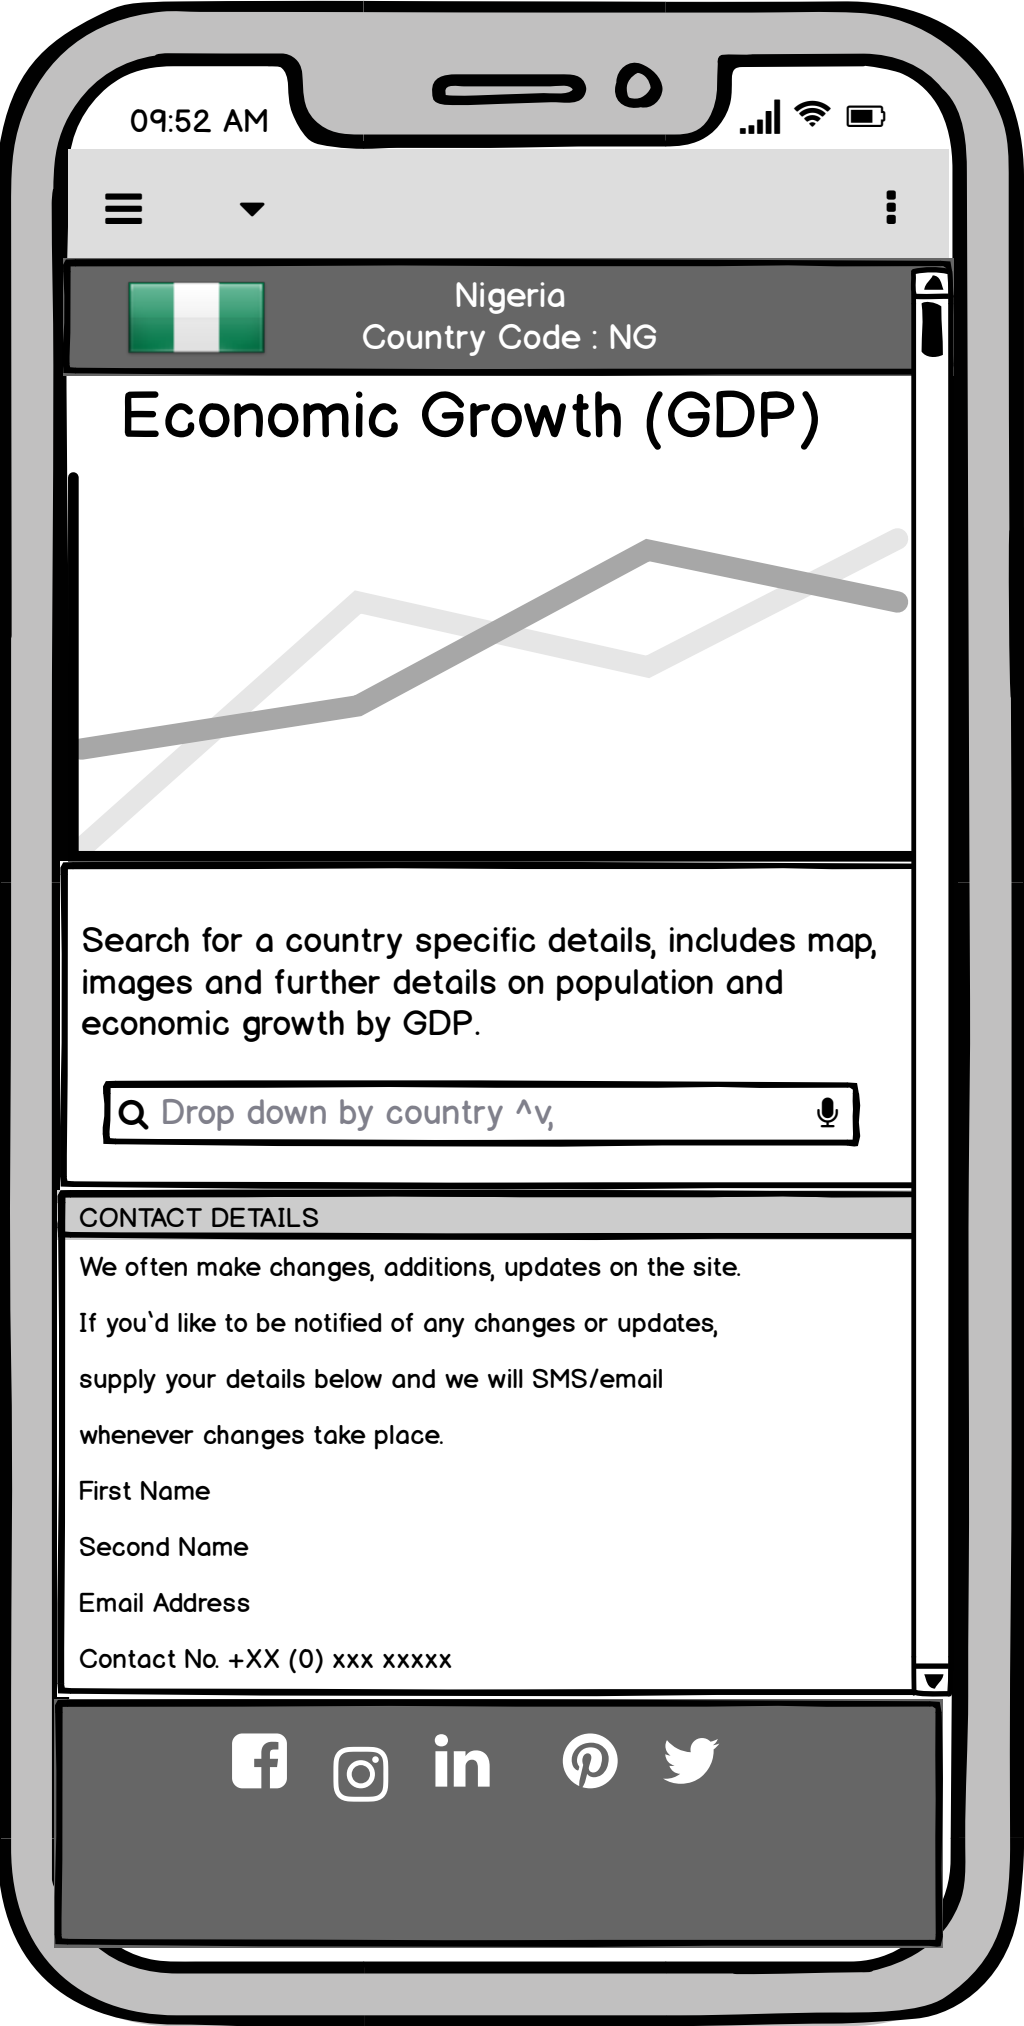 09:52 AM
Nigeria
Country Code : NG
Economic Growth (GDP)
Search for a country specific details, includes map,
images and further details on population and
economic growth by GDP.
Drop down by country ^v,
CONTACT DETAILS
We often make changes, additions, updates on the site.
If you`d like to be notified of any changes or updates,
supply your details below and we will SMS/email
whenever changes take place.
First Name
Second Name
Email Address
Contact No. +XX (0) xxx xxxxx